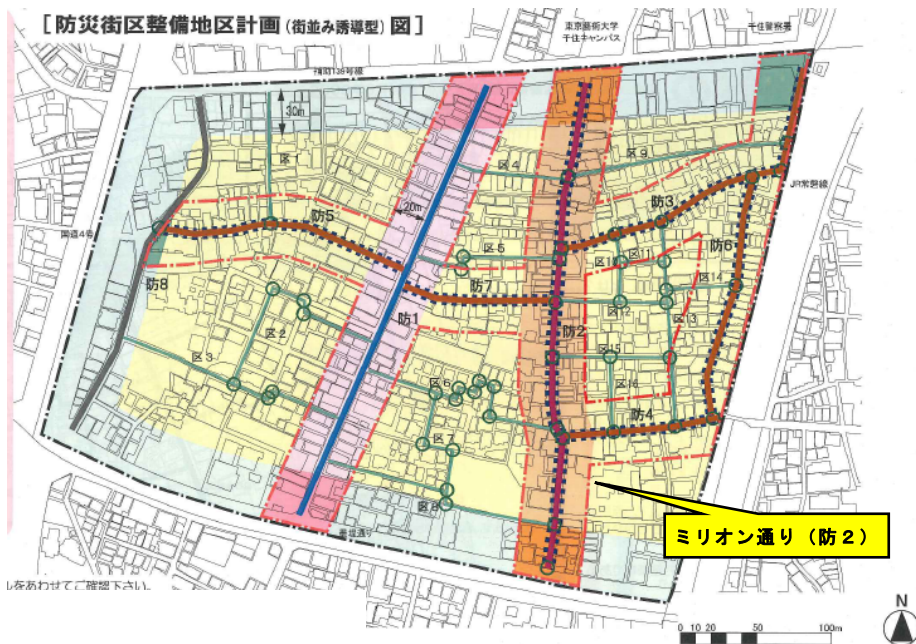 ［防災街区整備地区計画（街並み誘導型）図］
東京藝術大学
千住キャンパス
千住警察署
補助139号線
30m
区1
区4
区9
20m
防5
防3
JR常磐線
国道4号
防6
区5
区10
区11
区14
防8
防7
区12
区13
防1
防2
区2
区3
区15
区6
区16
防4
区7
区8
墨堤通り
ミリオン通り（防２）
ルをあわせてご確認下さい。
N
0 10 20 50 100m